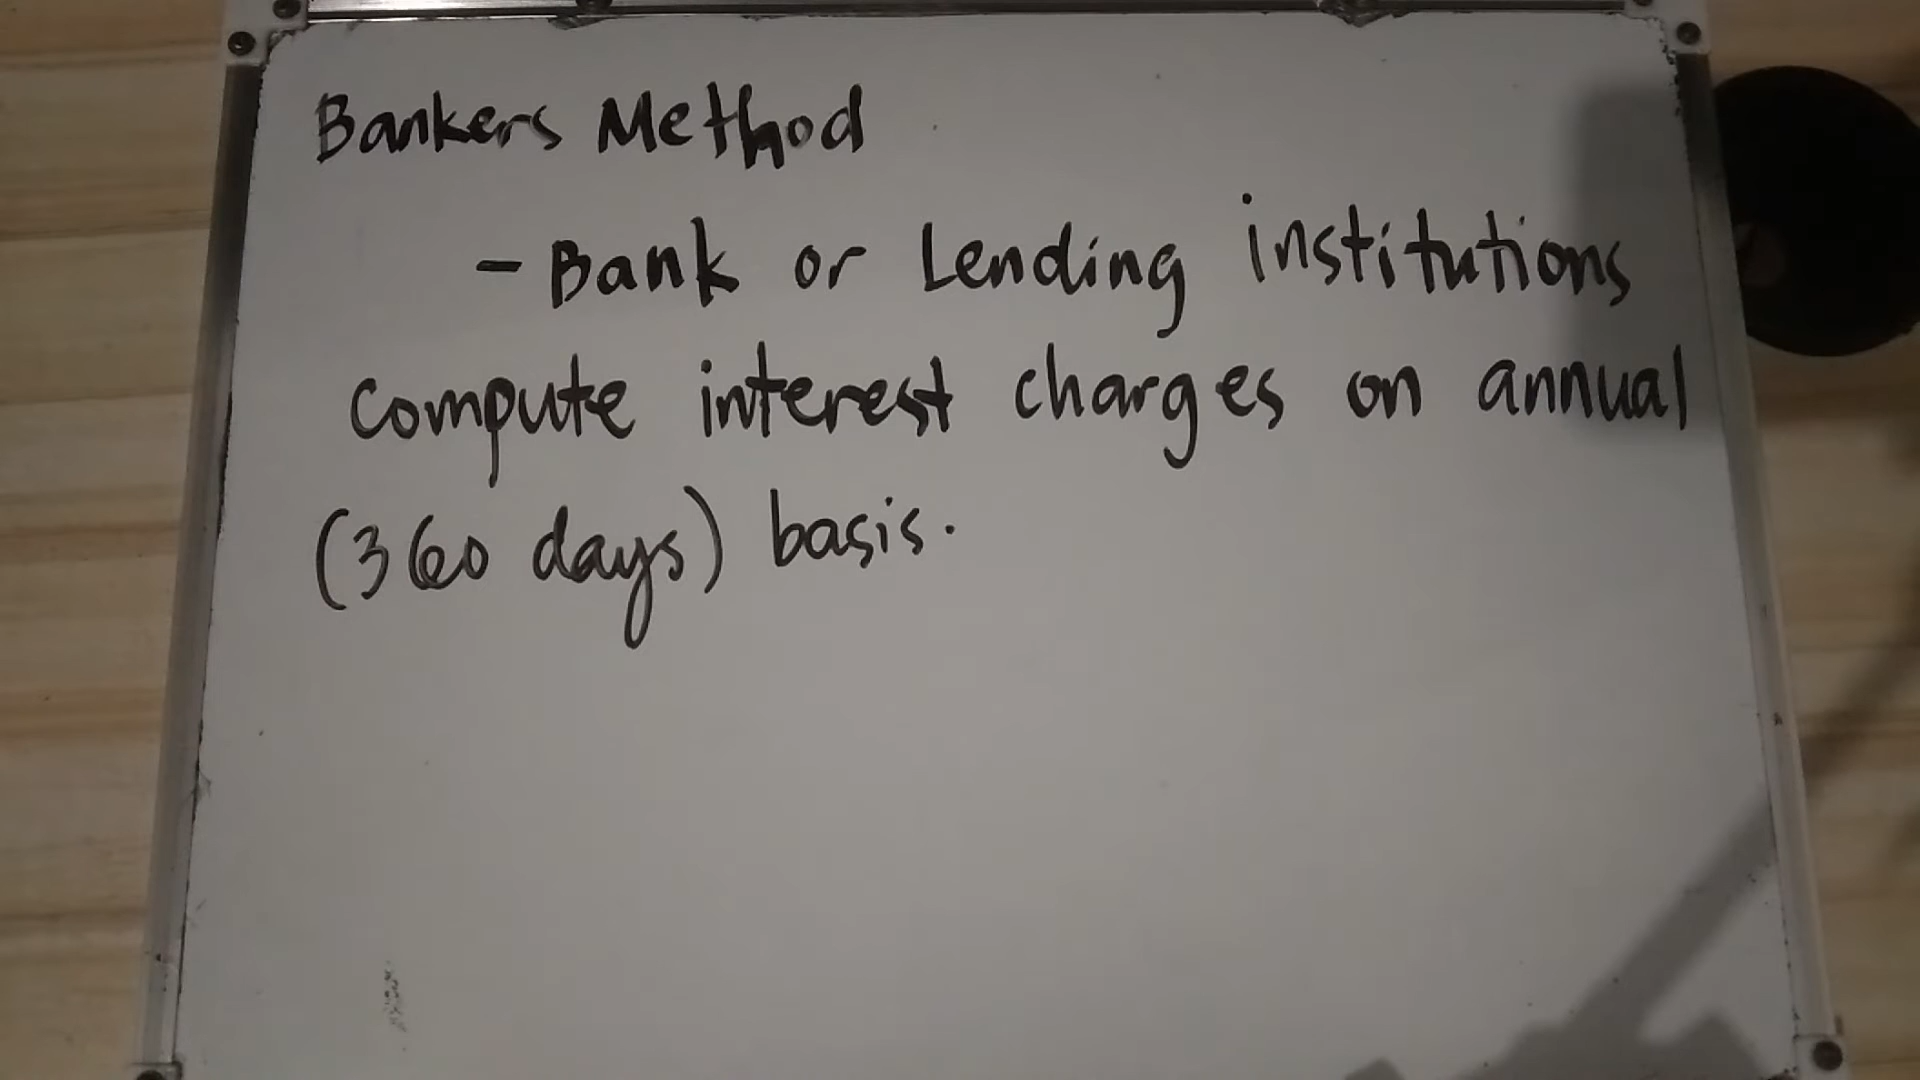 Bankers Method
- Bank or Lending institutions
compute interest charges on annual
(360 days) basis.